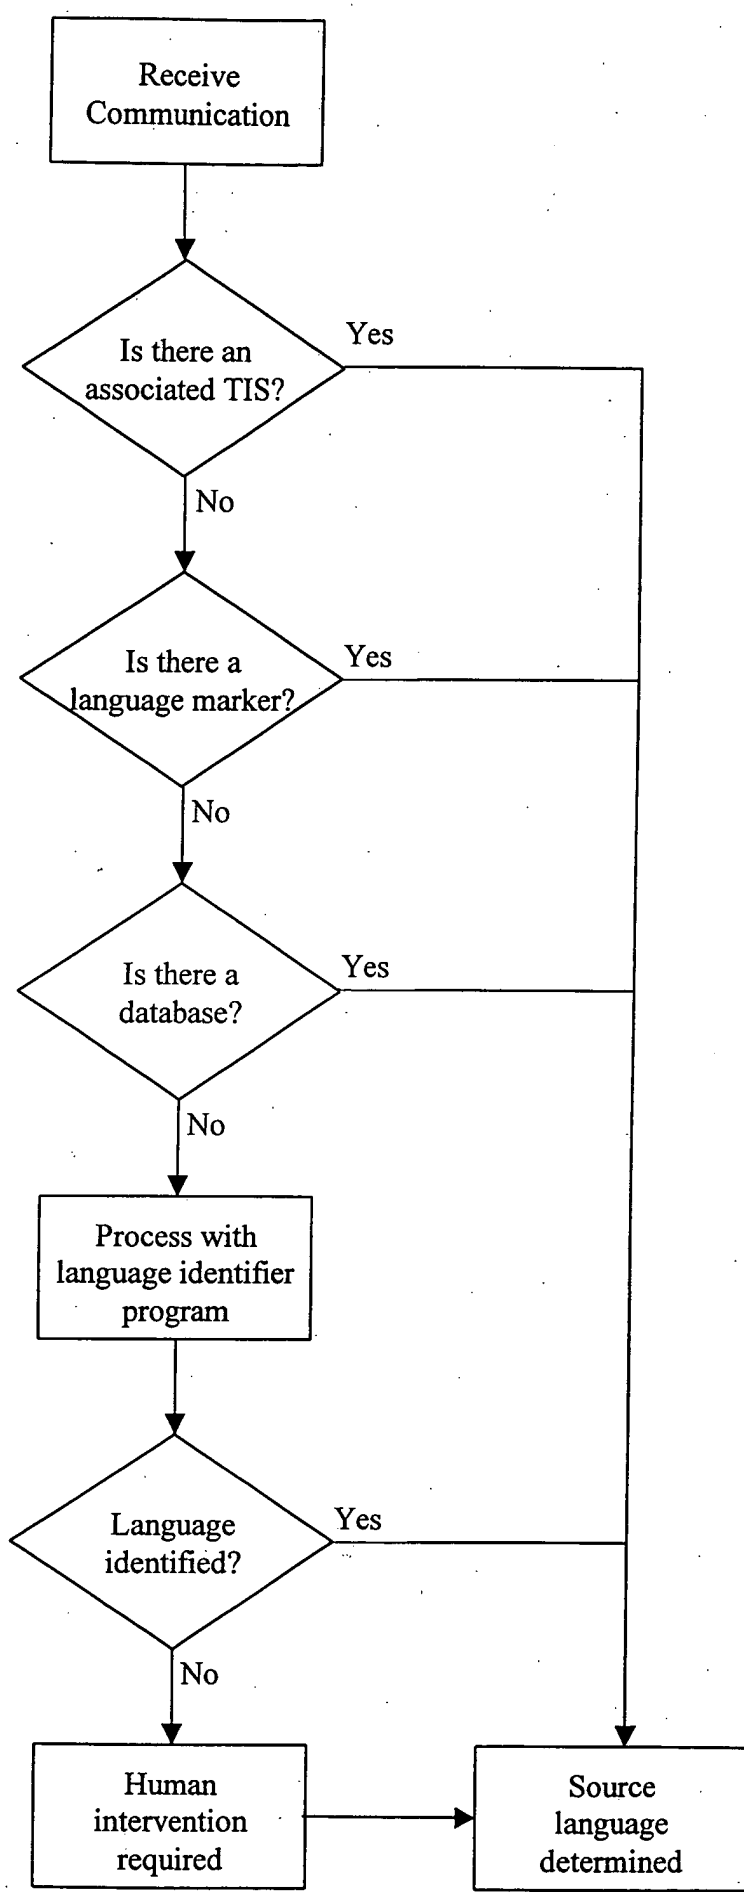 Receive
Communication
Is there an
associated TIS?
Yes
No
Is there a
language marker?
Yes
No
Is there a
database?
Yes
No
Process with
language identifier
program
Language
identified?
Yes
No
Human
intervention
required
Source
language
determined